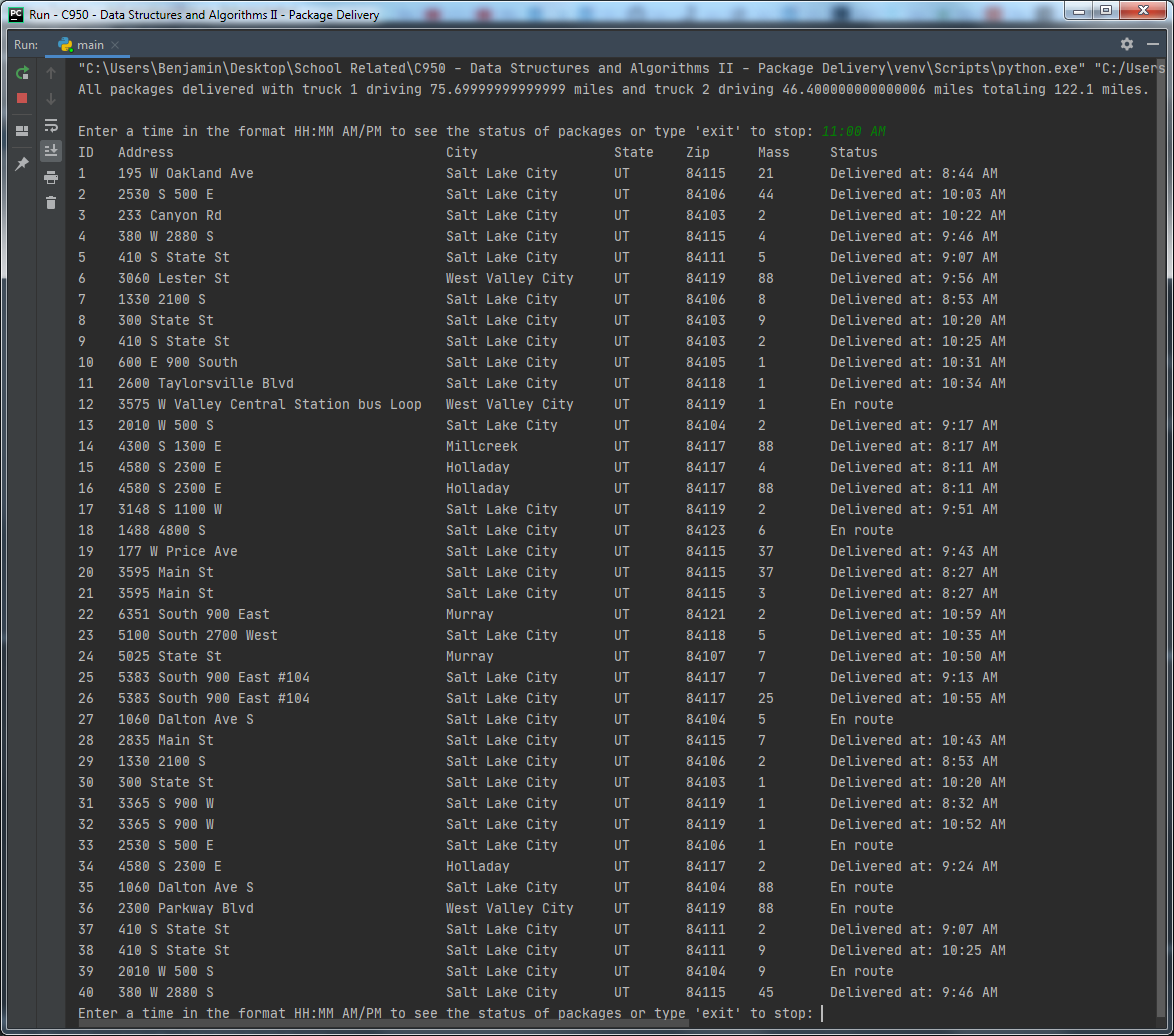 PC Run - C950 - Data Structures and Algorithms II - Package Delivery
Run: main
"C:\Users\Benjamin\Desktop\School Related\C950 - Data Structures and Algorithms II - Package Delivery\venv\Scripts\python.exe" "C:/Users
All packages delivered with truck 1 driving 75.69999999999999 miles and truck 2 driving 46.400000000000006 miles totaling 122.1 miles.
Enter a time in the format HH:MM AM/PM to see the status of packages or type 'exit' to stop: 11:00 AM
ID Address City State Zip Mass Status
1 195 W Oakland Ave Salt Lake City UT 84115 21 Delivered at: 8:44 AM
2 2530 S 500 E Salt Lake City UT 84106 44 Delivered at: 10:03 AM
3 233 Canyon Rd Salt Lake City UT 84103 2 Delivered at: 10:22 AM
4 380 W 2880 S Salt Lake City UT 84115 4 Delivered at: 9:46 AM
5 410 S State St Salt Lake City UT 84111 5 Delivered at: 9:07 AM
6 3060 Lester St West Valley City UT 84119 88 Delivered at: 9:56 AM
7 1330 2100 S Salt Lake City UT 84106 8 Delivered at: 8:53 AM
8 300 State St Salt Lake City UT 84103 9 Delivered at: 10:20 AM
9 410 S State St Salt Lake City UT 84103 2 Delivered at: 10:25 AM
10 600 E 900 South Salt Lake City UT 84105 1 Delivered at: 10:31 AM
11 2600 Taylorsville Blvd Salt Lake City UT 84118 1 Delivered at: 10:34 AM
12 3575 W Valley Central Station bus Loop West Valley City UT 84119 1 En route
13 2010 W 500 S Salt Lake City UT 84104 2 Delivered at: 9:17 AM
14 4300 S 1300 E Millcreek UT 84117 88 Delivered at: 8:17 AM
15 4580 S 2300 E Holladay UT 84117 4 Delivered at: 8:11 AM
16 4580 S 2300 E Holladay UT 84117 88 Delivered at: 8:11 AM
17 3148 S 1100 W Salt Lake City UT 84119 2 Delivered at: 9:51 AM
18 1488 4800 S Salt Lake City UT 84123 6 En route
19 177 W Price Ave Salt Lake City UT 84115 37 Delivered at: 9:43 AM
20 3595 Main St Salt Lake City UT 84115 37 Delivered at: 8:27 AM
21 3595 Main St Salt Lake City UT 84115 3 Delivered at: 8:27 AM
22 6351 South 900 East Murray UT 84121 2 Delivered at: 10:59 AM
23 5100 South 2700 West Salt Lake City UT 84118 5 Delivered at: 10:35 AM
24 5025 State St Murray UT 84107 7 Delivered at: 10:50 AM
25 5383 South 900 East #104 Salt Lake City UT 84117 7 Delivered at: 9:13 AM
26 5383 South 900 East #104 Salt Lake City UT 84117 25 Delivered at: 10:55 AM
27 1060 Dalton Ave S Salt Lake City UT 84104 5 En route
28 2835 Main St Salt Lake City UT 84115 7 Delivered at: 10:43 AM
29 1330 2100 S Salt Lake City UT 84106 2 Delivered at: 8:53 AM
30 300 State St Salt Lake City UT 84103 1 Delivered at: 10:20 AM
31 3365 S 900 W Salt Lake City UT 84119 1 Delivered at: 8:32 AM
32 3365 S 900 W Salt Lake City UT 84119 1 Delivered at: 10:52 AM
33 2530 S 500 E Salt Lake City UT 84106 1 En route
34 4580 S 2300 E Holladay UT 84117 2 Delivered at: 9:24 AM
35 1060 Dalton Ave S Salt Lake City UT 84104 88 En route
36 2300 Parkway Blvd West Valley City UT 84119 88 En route
37 410 S State St Salt Lake City UT 84111 2 Delivered at: 9:07 AM
38 410 S State St Salt Lake City UT 84111 9 Delivered at: 10:25 AM
39 2010 W 500 S Salt Lake City UT 84104 9 En route
40 380 W 2880 S Salt Lake City UT 84115 45 Delivered at: 9:46 AM
Enter a time in the format HH:MM AM/PM to see the status of packages or type 'exit' to stop: